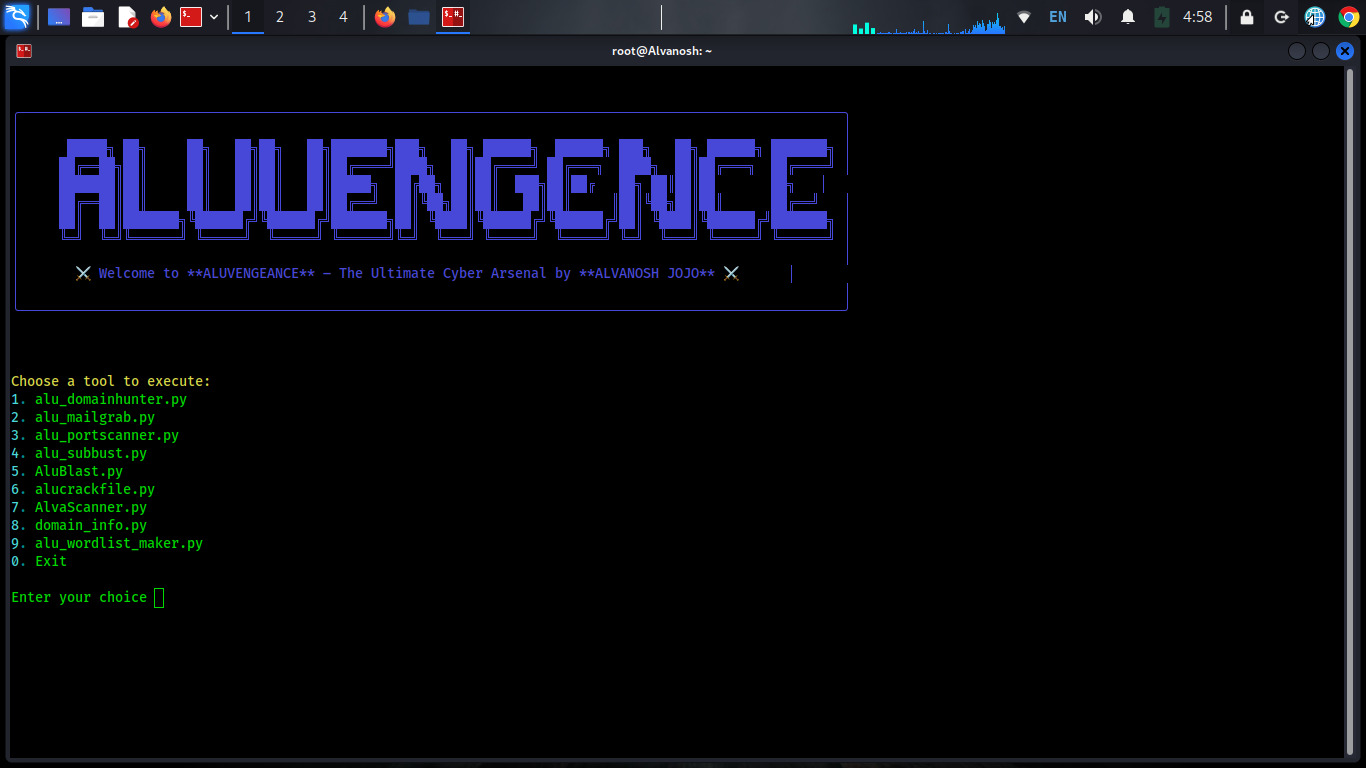 1 2 3 4 EN 4:58
root@Alvanosh: ~
ALUVENGENCE
⚔ Welcome to **ALUVENGEANCE** — The Ultimate Cyber Arsenal by **ALVANOSH JOJO** ⚔
Choose a tool to execute:
1. alu_domainhunter.py
2. alu_mailgrab.py
3. alu_portscanner.py
4. alu_subbust.py
5. AluBlast.py
6. alucrackfile.py
7. AlvaScanner.py
8. domain_info.py
9. alu_wordlist_maker.py
0. Exit
Enter your choice